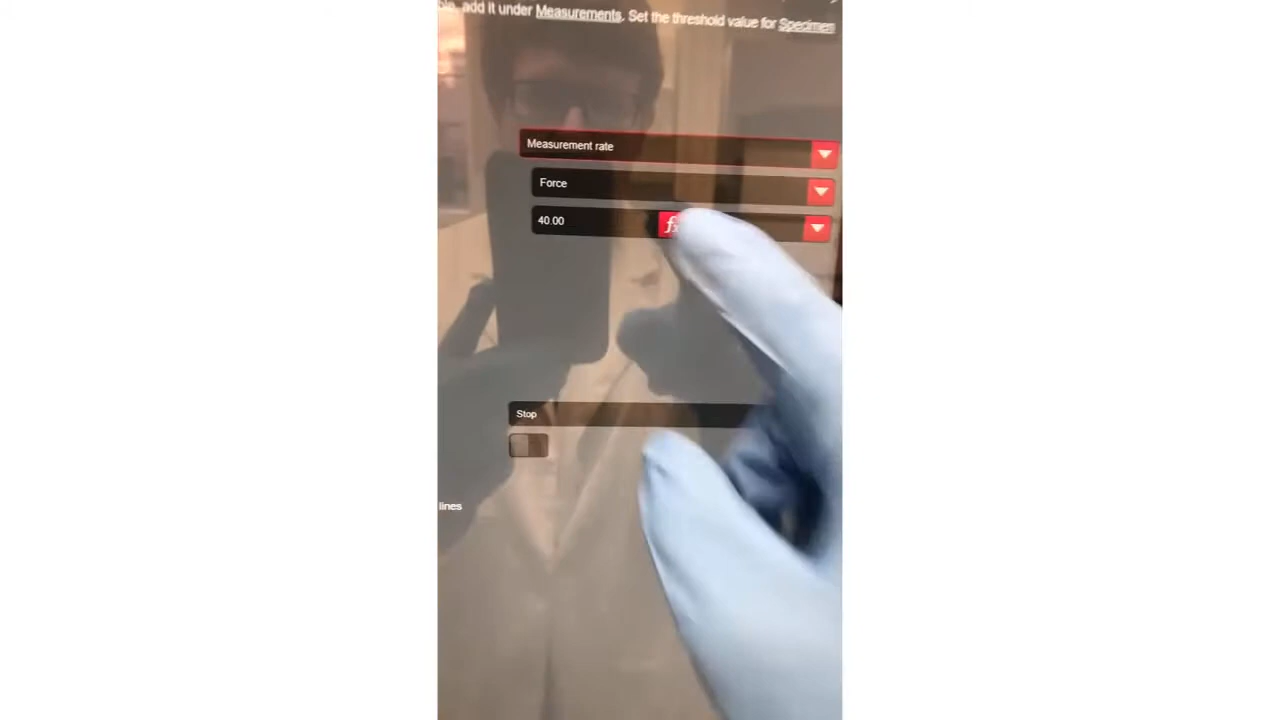 add it under Measurements. Set the threshold value for Specimen
Measurement rate
Force
40.00
Stop
lines